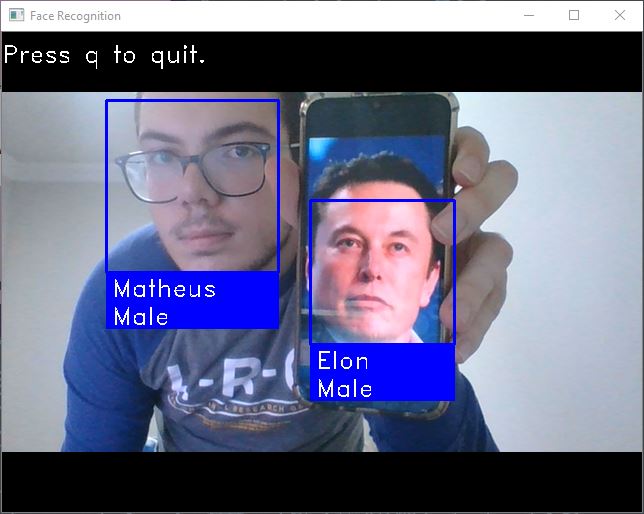 Face Recognition
Press q to quit.
Matheus
Male
Elon
Male